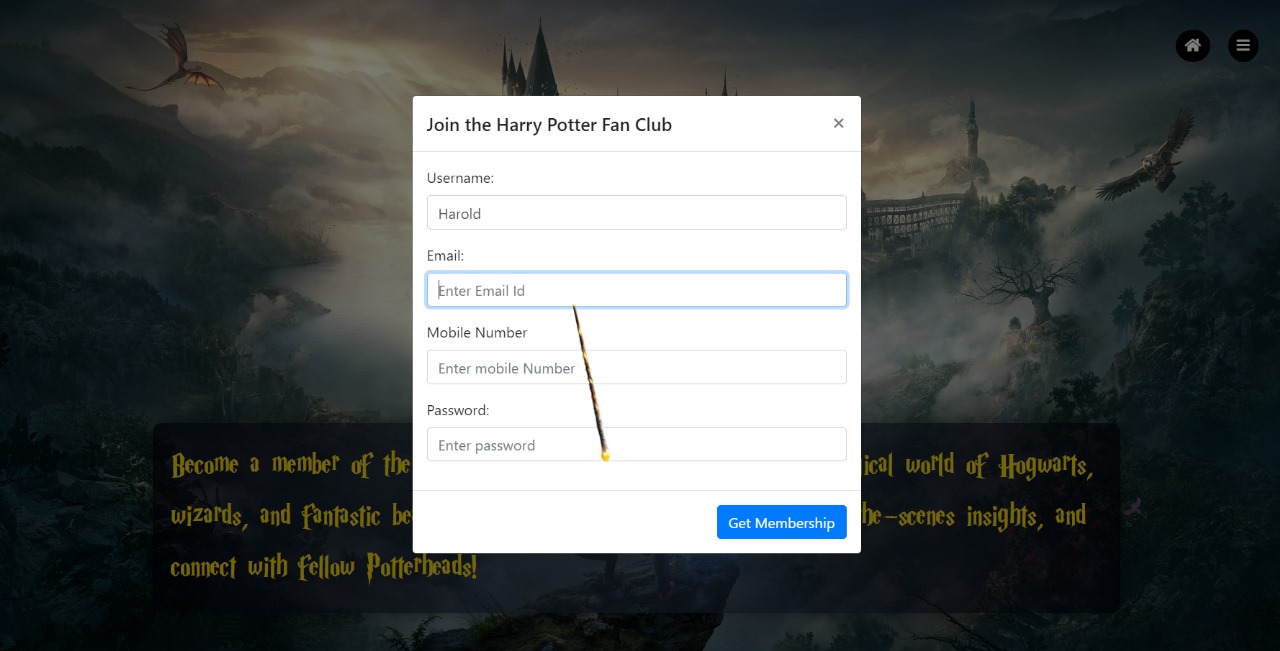 Join the Harry Potter Fan Club
×
Username:
Harold
Email:
Enter Email Id
Mobile Number
Enter mobile Number
Password:
Enter password
Get Membership
Become a member of the ical world of Hogwarts,
wizards, and fantastic be he-scenes insights, and
connect with fellow Potterheads!